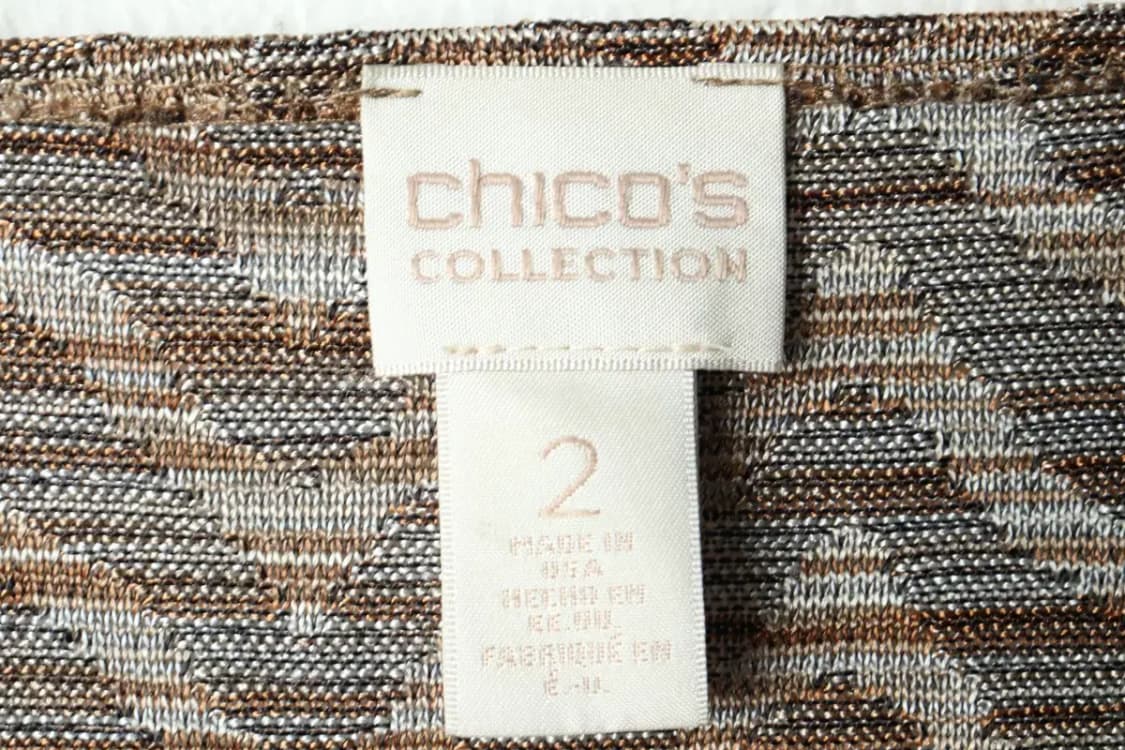 chico's
COLLECTION
2
MADE IN
USA
HECHO EN
EE.UU.
FABRIQUÉ EN
É.-U.